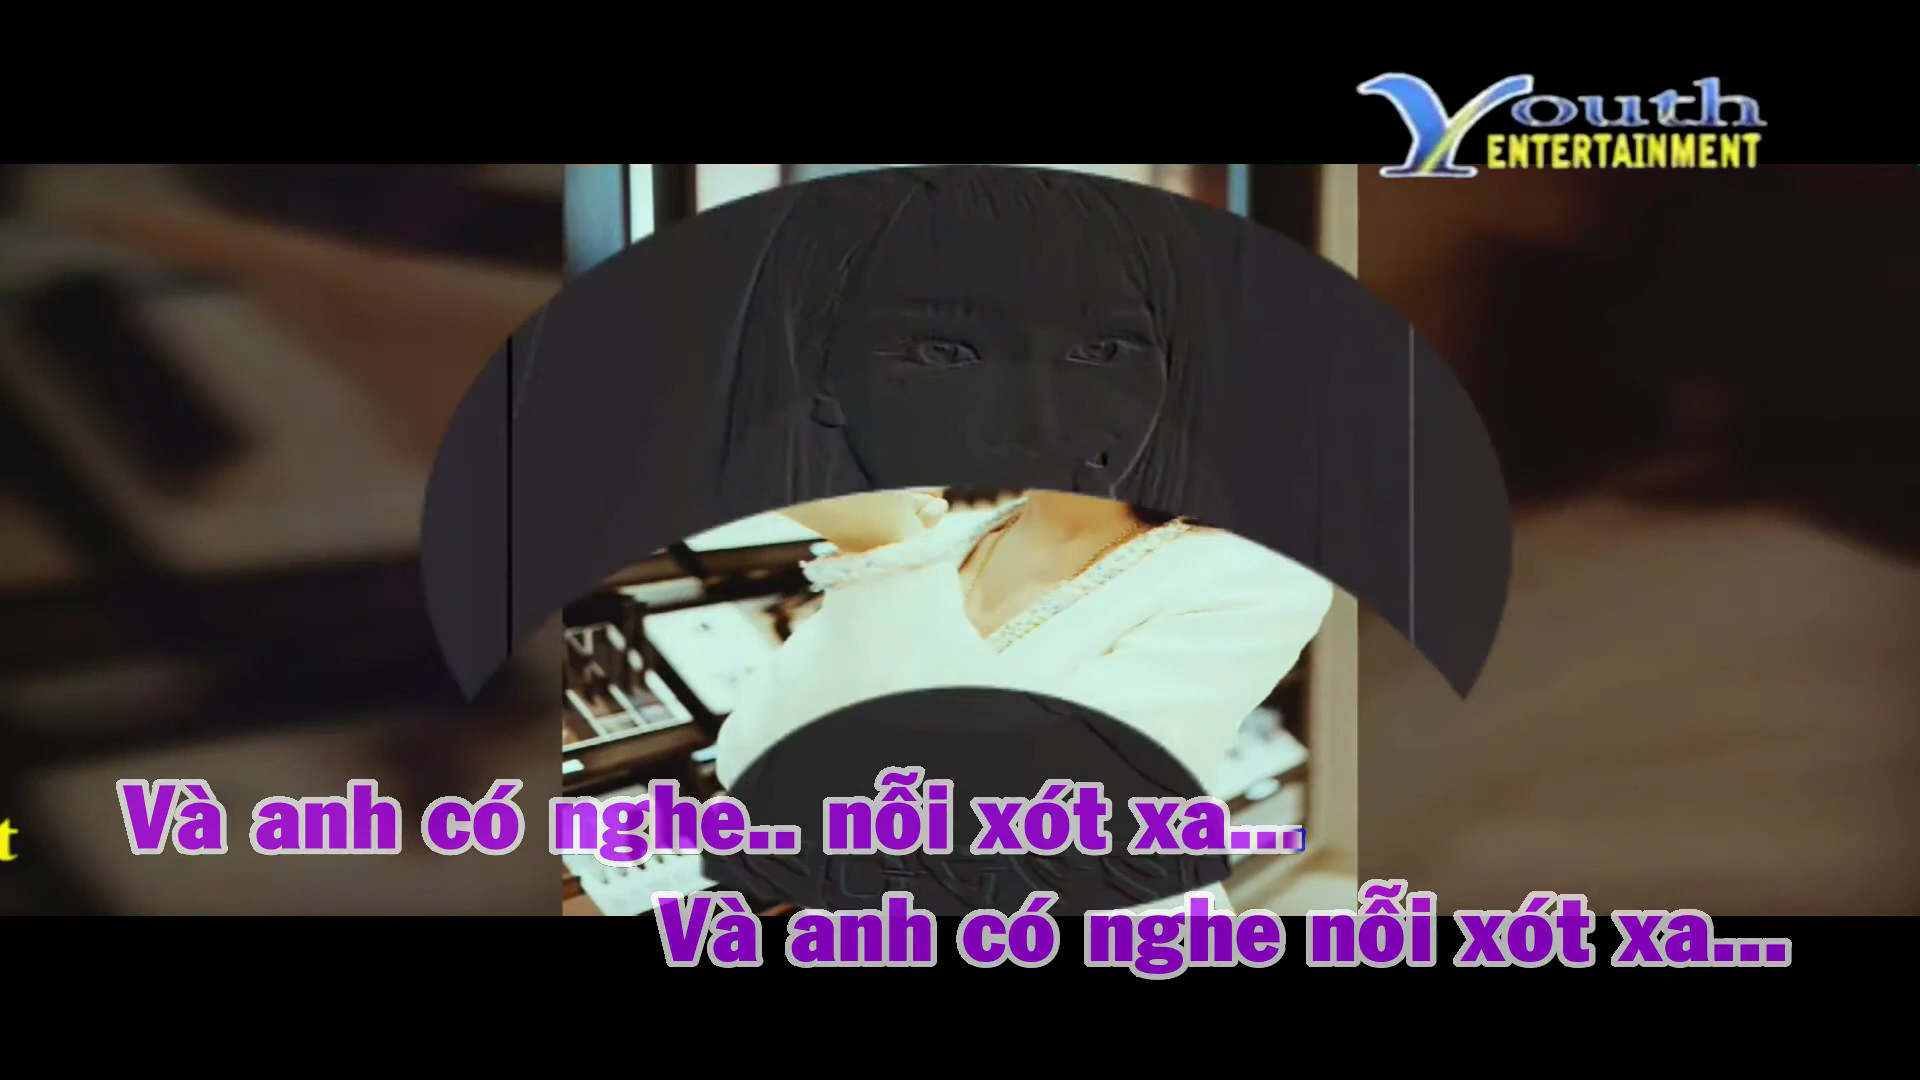 Youth
ENTERTAINMENT
t
Và anh có nghe.. nỗi xót xa...
Và anh có nghe nỗi xót xa...